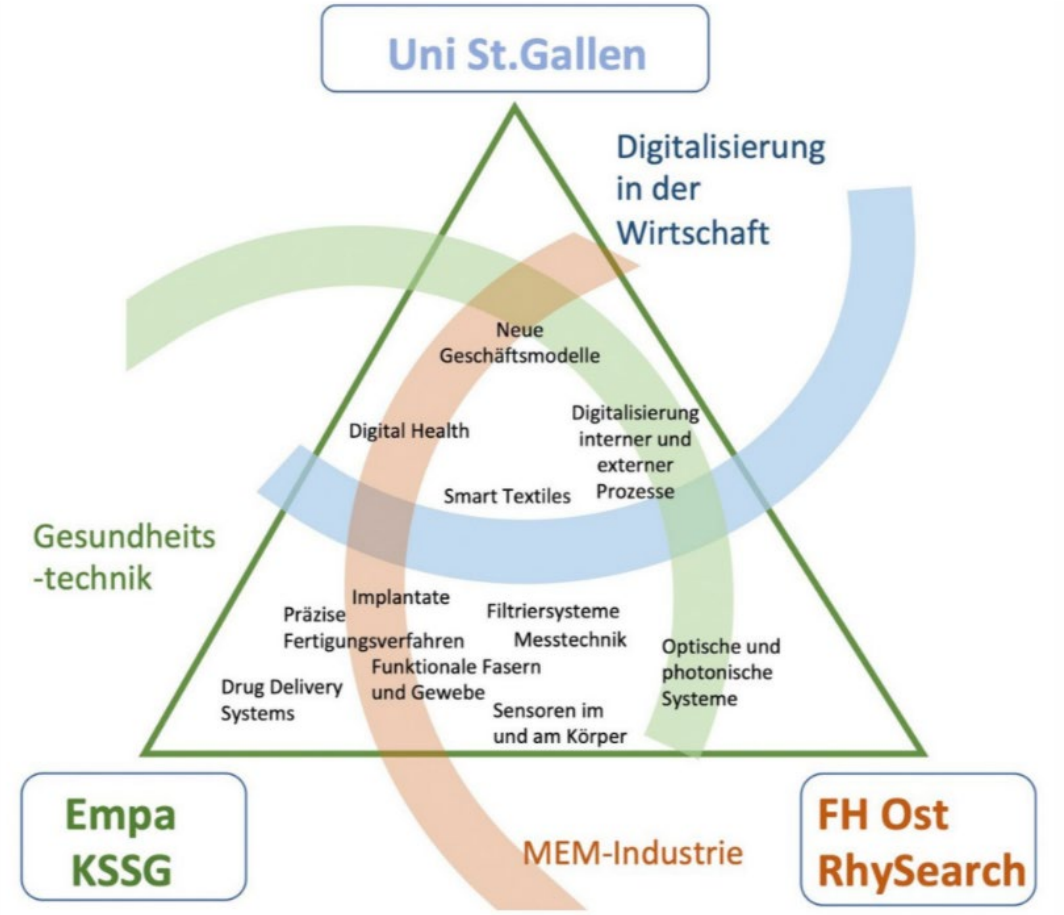 Uni St.Gallen
Digitalisierung
in der
Wirtschaft
Neue
Geschäftsmodelle
Digital Health
Digitalisierung
interner und
externer
Prozesse
Smart Textiles
Gesundheits
-technik
Implantate
Präzise
Fertigungsverfahren
Filtriersysteme
Messtechnik
Funktionale Fasern
und Gewebe
Optische und
photonische
Systeme
Drug Delivery
Systems
Sensoren im
und am Körper
Empa
KSSG
MEM-Industrie
FH Ost
RhySearch